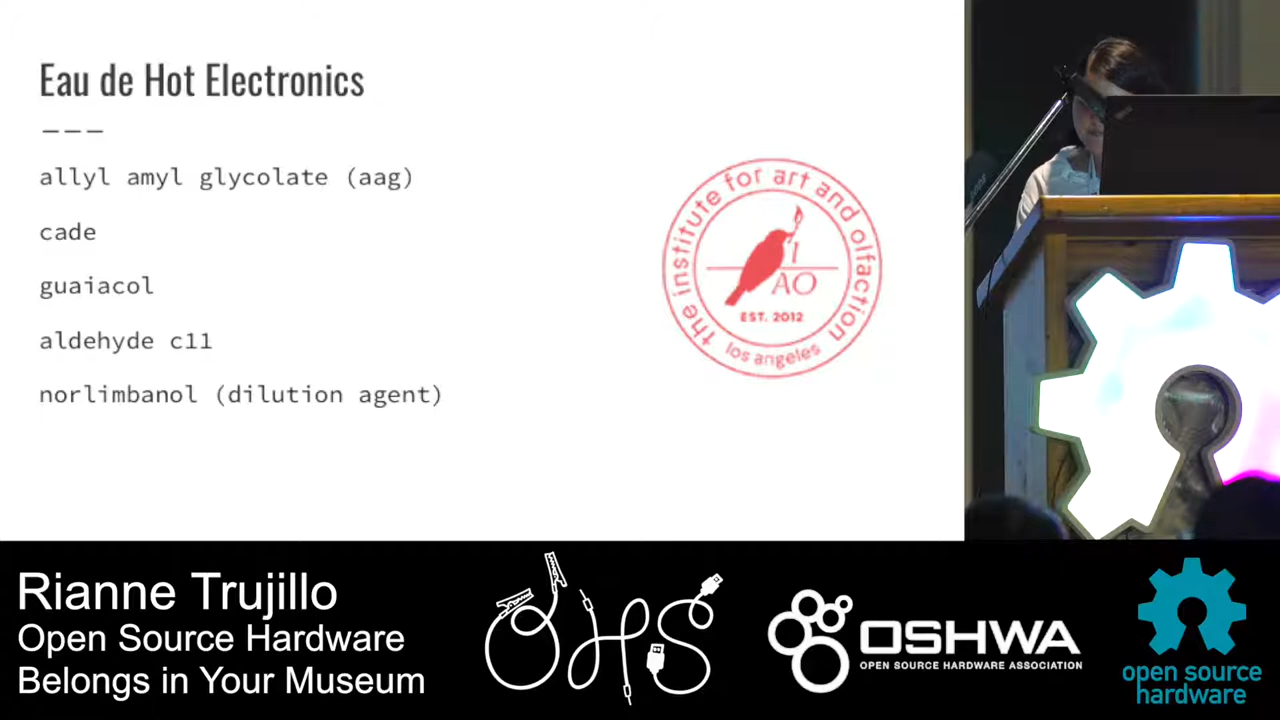 Eau de Hot Electronics
---
allyl amyl glycolate (aag)
cade
guaiacol
aldehyde c11
norlimbanol (dilution agent)
the institute for art and olfaction
IAO
EST. 2012
los angeles
Rianne Trujillo
Open Source Hardware
Belongs in Your Museum
OHS
OSHWA
OPEN SOURCE HARDWARE ASSOCIATION
open source
hardware